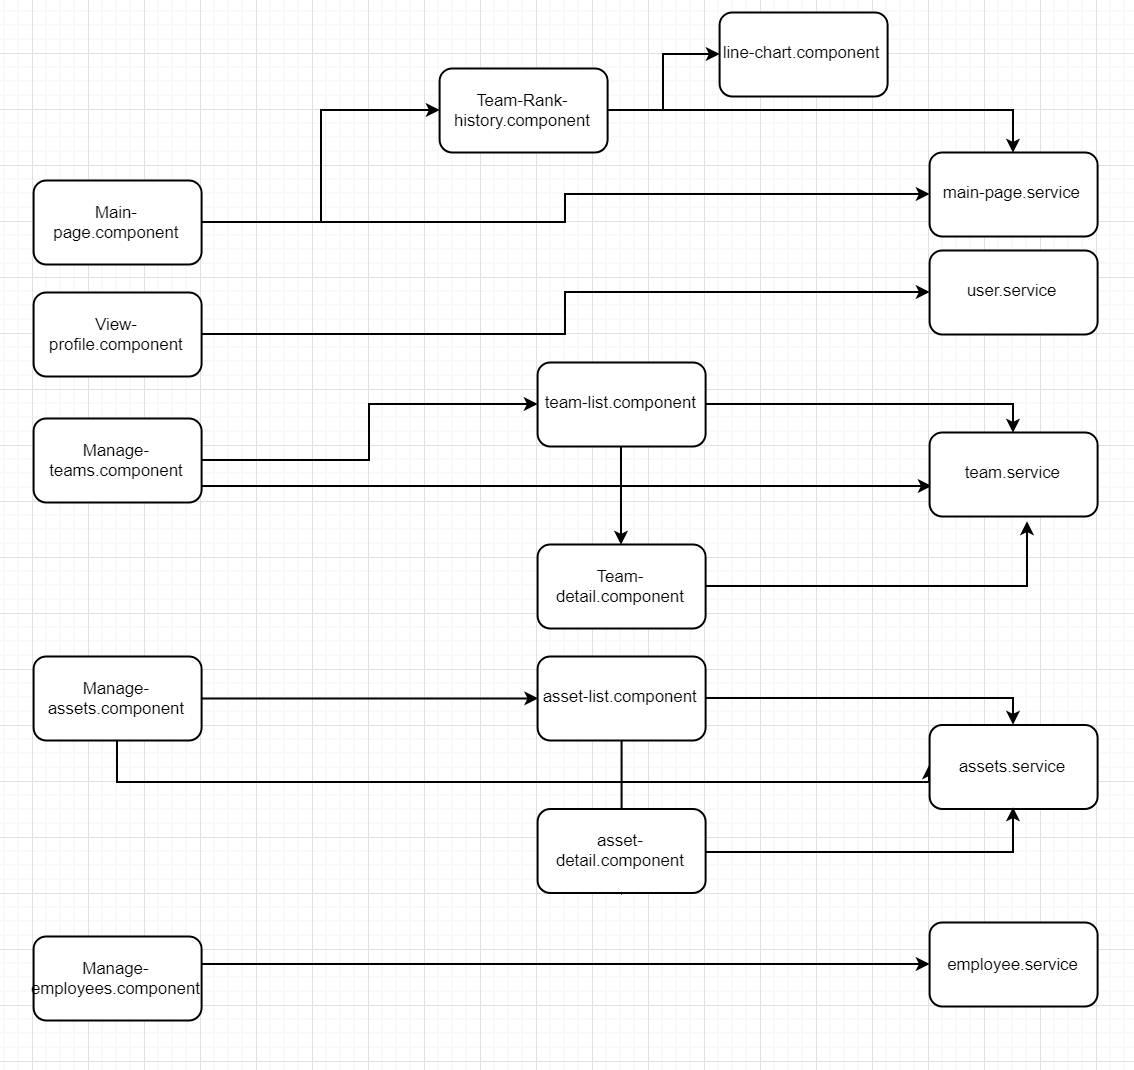 line-chart.component
Team-Rank-
history.component
main-page.service
Main-
page.component
user.service
View-
profile.component
team-list.component
Manage-
teams.component
team.service
Team-
detail.component
Manage-
assets.component
asset-list.component
assets.service
asset-
detail.component
Manage-
employees.component
employee.service